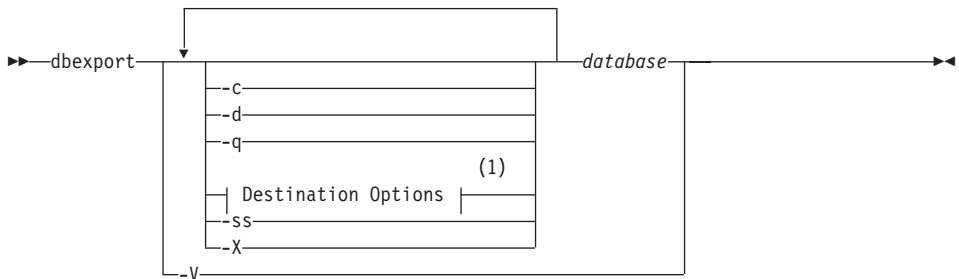 dbexport database
-c
-d
-q
(1)
Destination Options
-ss
-X
-V